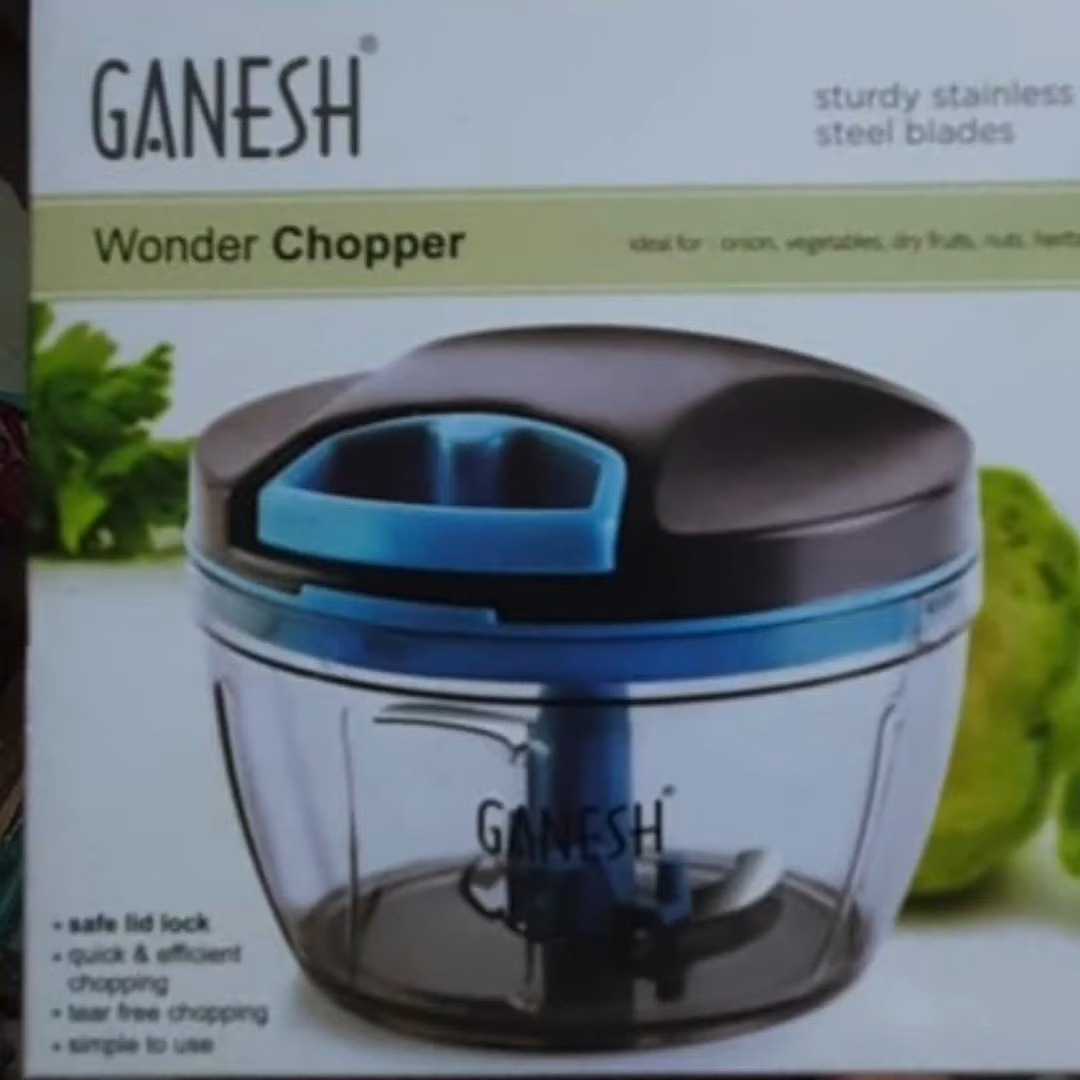 GANESH®
sturdy stainless
steel blades
Wonder Chopper
ideal for : onion, vegetables, dry fruits, nuts, herbs
GANESH
• safe lid lock
• quick & efficient
chopping
• tear free chopping
• simple to use